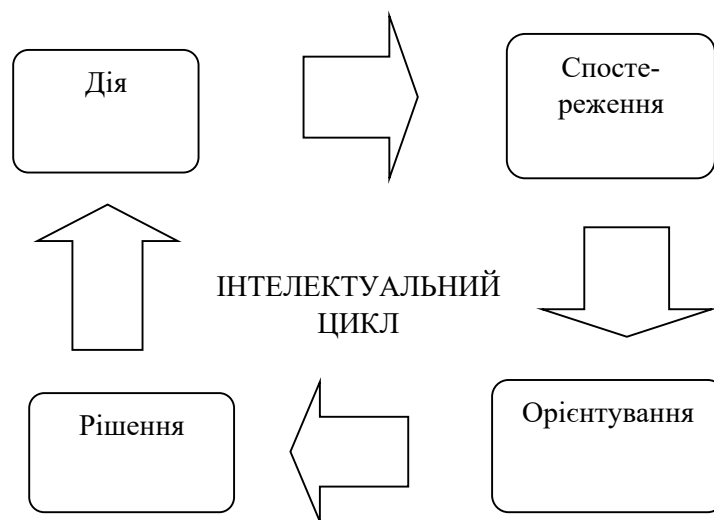 Дія
Спосте-
реження
ІНТЕЛЕКТУАЛЬНИЙ
ЦИКЛ
Рішення
Орієнтування